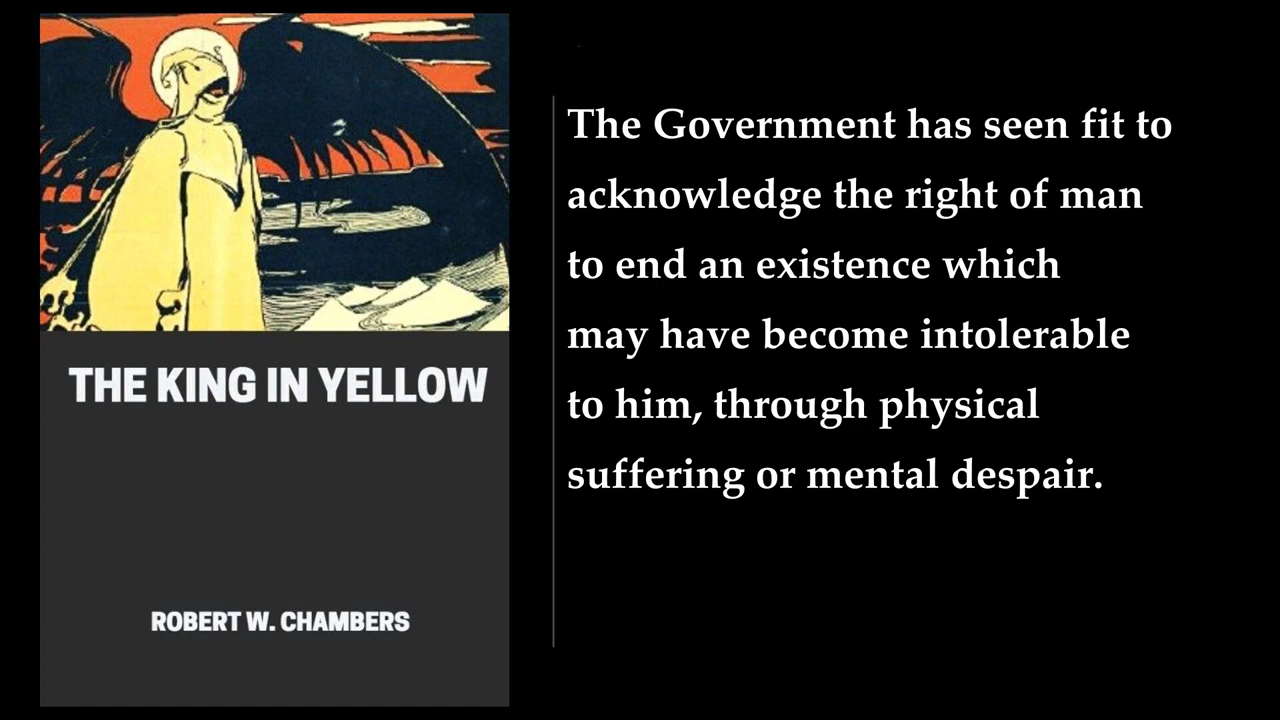 THE KING IN YELLOW
ROBERT W. CHAMBERS
The Government has seen fit to
acknowledge the right of man
to end an existence which
may have become intolerable
to him, through physical
suffering or mental despair.